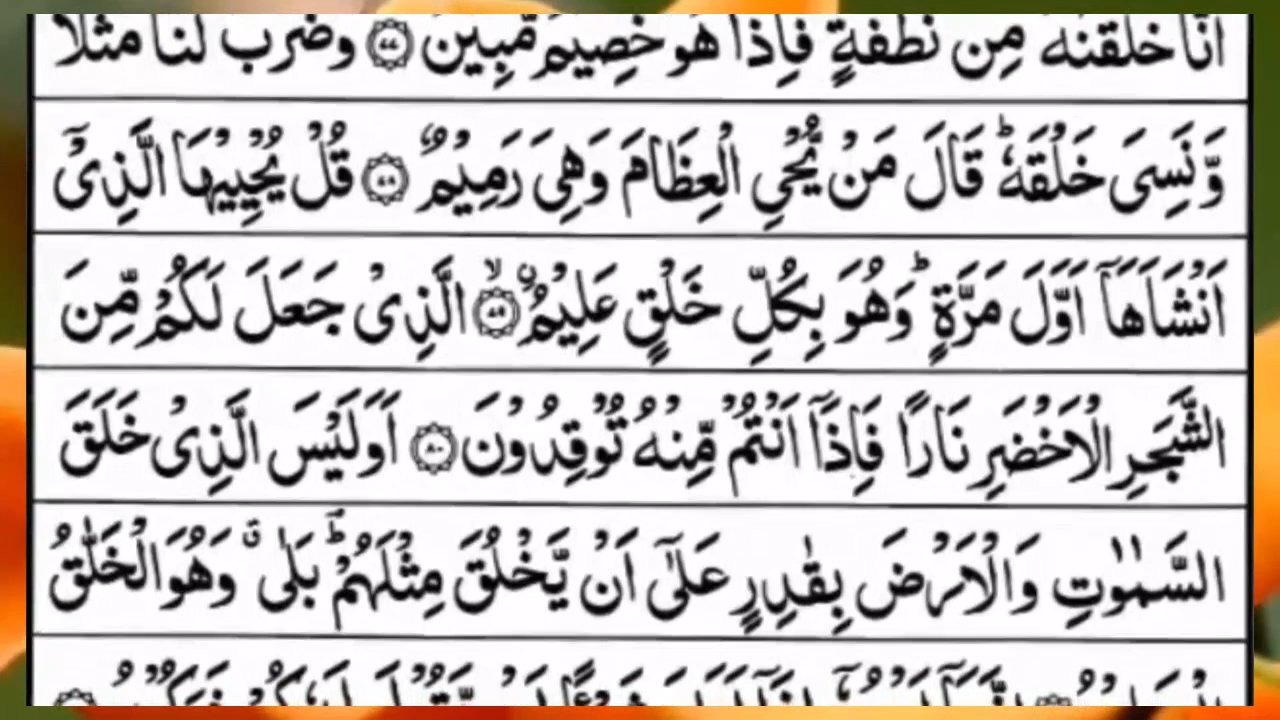 اَنَّا خَلَقْنٰهُ مِنْ نُّطْفَةٍ فَاِذَا هُوَ خَصِیْمٌ مُّبِیْنٌ ۝۷۷ وَضَرَبَ لَنَا مَثَلًا
وَّنَسِیَ خَلْقَهٗ ؕ قَالَ مَنْ یُّحْیِ الْعِظَامَ وَهِیَ رَمِیْمٌ ۝۷۸ قُلْ یُحْیِیْهَا الَّذِیْۤ
اَنْشَاَهَاۤ اَوَّلَ مَرَّةٍ ؕ وَهُوَ بِكُلِّ خَلْقٍ عَلِیْمُۨ ۝۷۹ۙ الَّذِیْ جَعَلَ لَكُمْ مِّنَ
الشَّجَرِ الْاَخْضَرِ نَارًا فَاِذَاۤ اَنْتُمْ مِّنْهُ تُوْقِدُوْنَ ۝۸۰ اَوَلَیْسَ الَّذِیْ خَلَقَ
السَّمٰوٰتِ وَالْاَرْضَ بِقٰدِرٍ عَلٰۤی اَنْ یَّخْلُقَ مِثْلَهُمْ ؕ بَلٰی ۗ وَهُوَ الْخَلّٰقُ